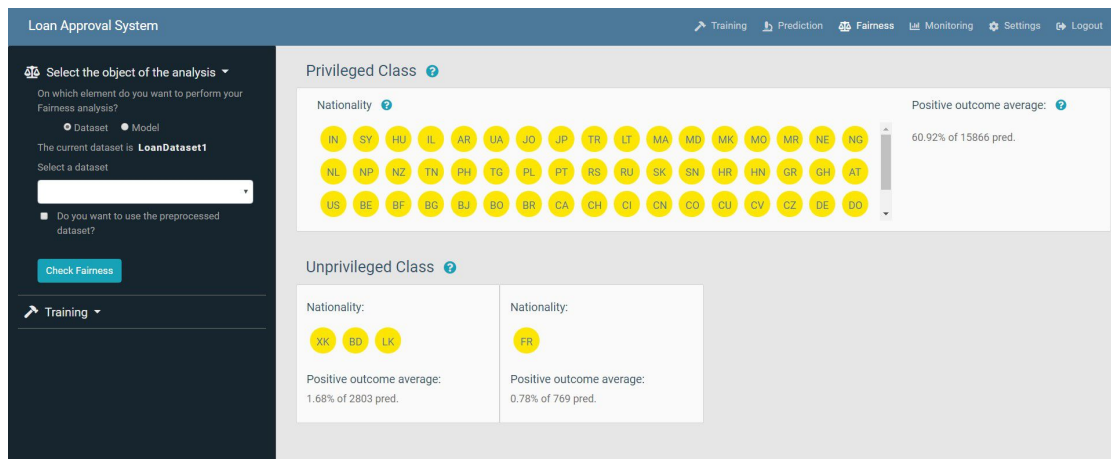 Loan Approval System
Training Prediction Fairness Monitoring Settings Logout
Select the object of the analysis
On which element do you want to perform your
Fairness analysis?
Dataset Model
The current dataset is LoanDataset1
Select a dataset
Do you want to use the preprocessed
dataset?
Check Fairness
Training
Privileged Class ?
Nationality ?
IN SY HU IL AR UA JO JP TR LT MA MD MK MO MR NE NG
NL NP NZ TN PH TG PL PT RS RU SK SN HR HN GR GH AT
US BE BF BG BJ BO BR CA CH CI CN CO CU CV CZ DE DO
Positive outcome average: ?
60.92% of 15866 pred.
Unprivileged Class ?
Nationality:
XK BD LK
Positive outcome average:
1.68% of 2803 pred.
Nationality:
FR
Positive outcome average:
0.78% of 769 pred.